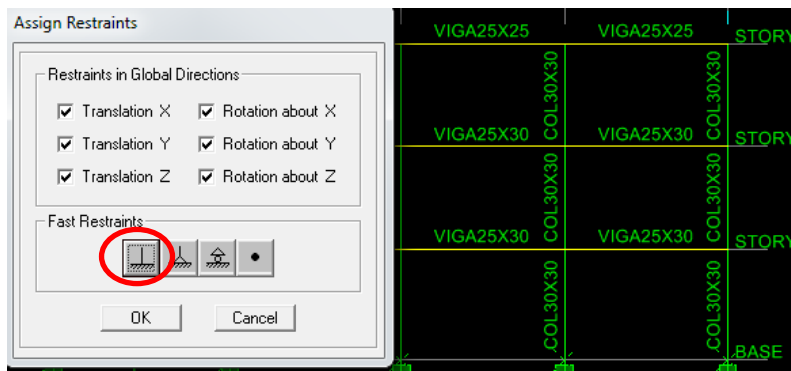 Assign Restraints
Restraints in Global Directions
Translation X Rotation about X
Translation Y Rotation about Y
Translation Z Rotation about Z
Fast Restraints
OK Cancel
VIGA25X25 VIGA25X25 STORY
COL30X30 COL30X30
VIGA25X30 VIGA25X30 STORY
COL30X30 COL30X30
VIGA25X30 VIGA25X30 STORY
COL30X30 COL30X30
BASE